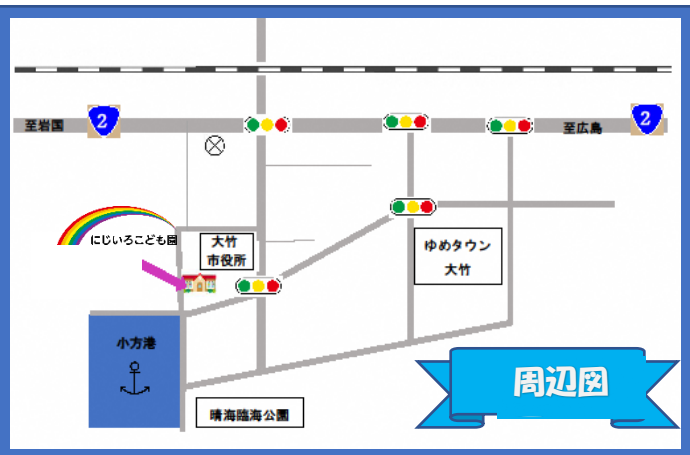 至岩国
2
至広島
2
にじいろこども園
大竹
市役所
ゆめタウン
大竹
小方港
晴海臨海公園
周辺図